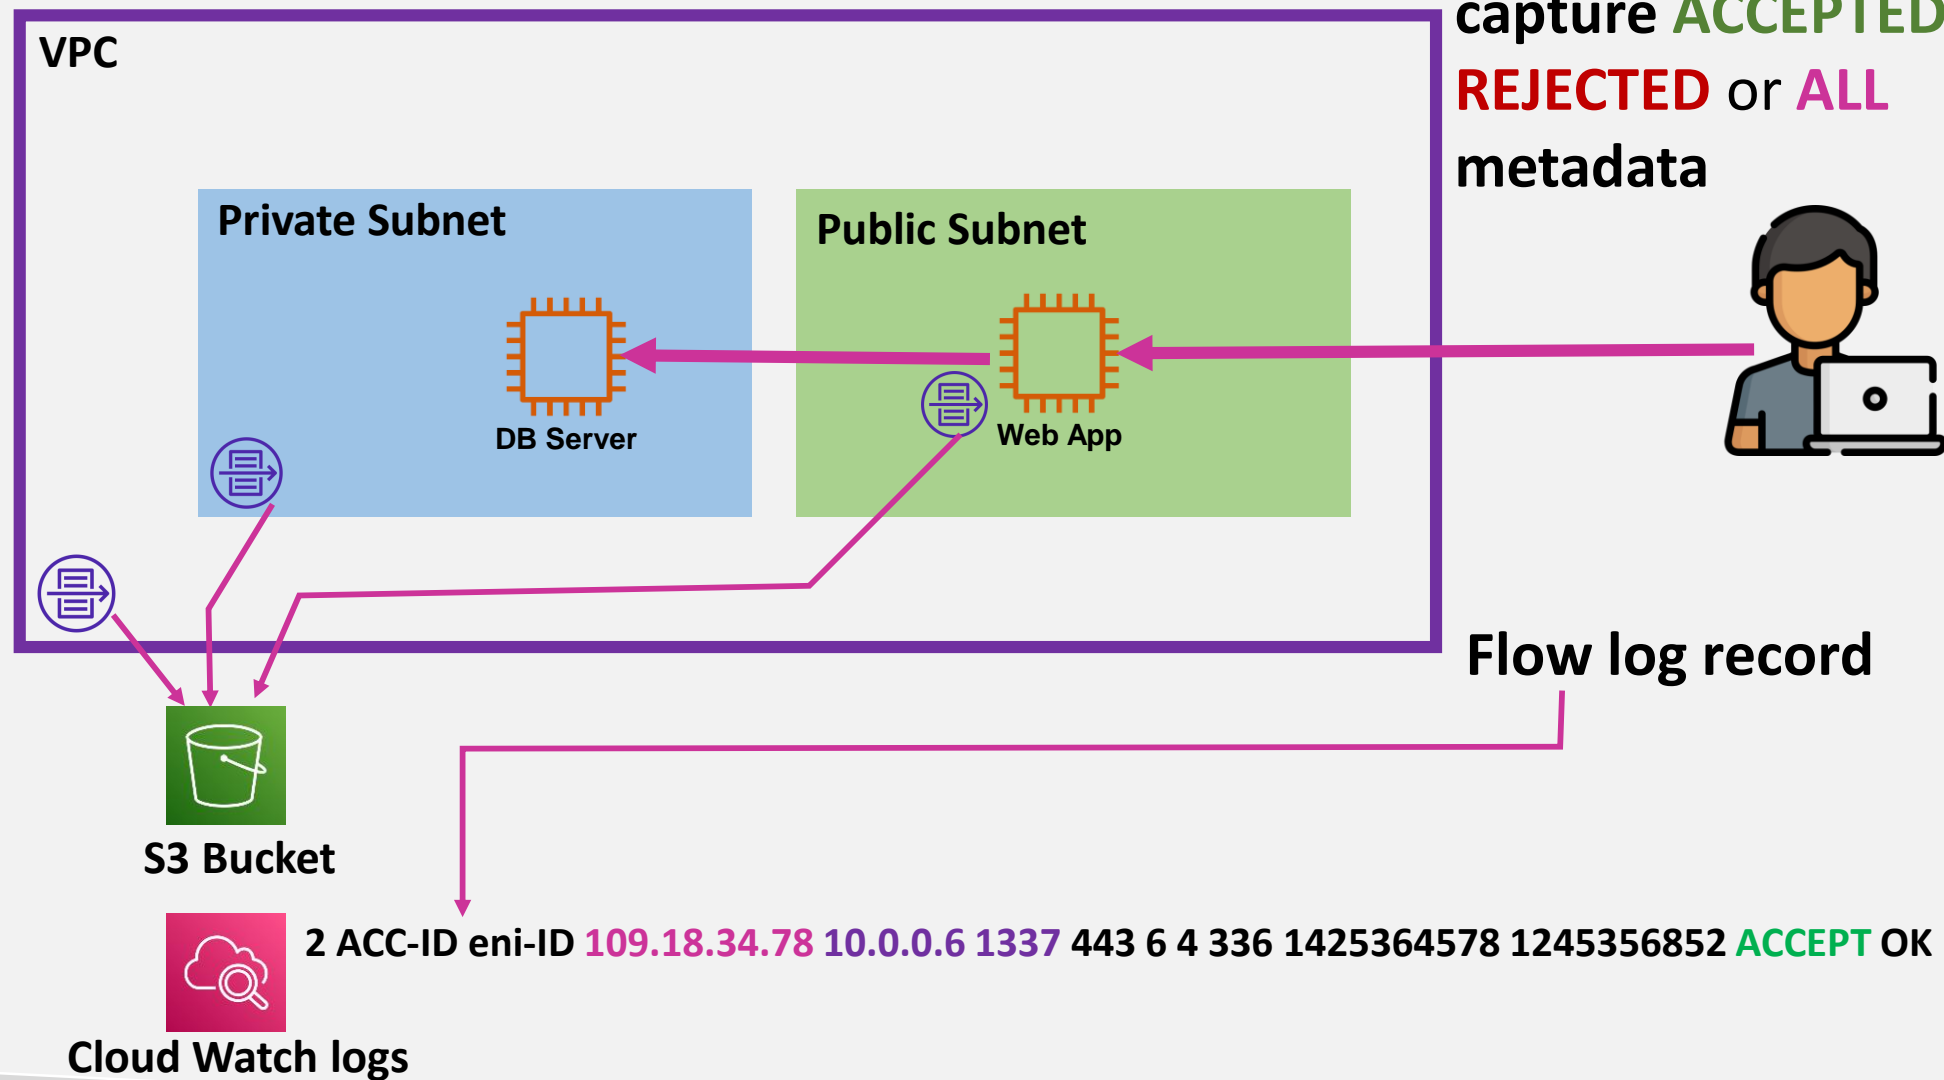 capture ACCEPTED
REJECTED or ALL
metadata
VPC
Private Subnet
Public Subnet
DB Server
Web App
Flow log record
S3 Bucket
2 ACC-ID eni-ID 109.18.34.78 10.0.0.6 1337 443 6 4 336 1425364578 1245356852 ACCEPT OK
Cloud Watch logs